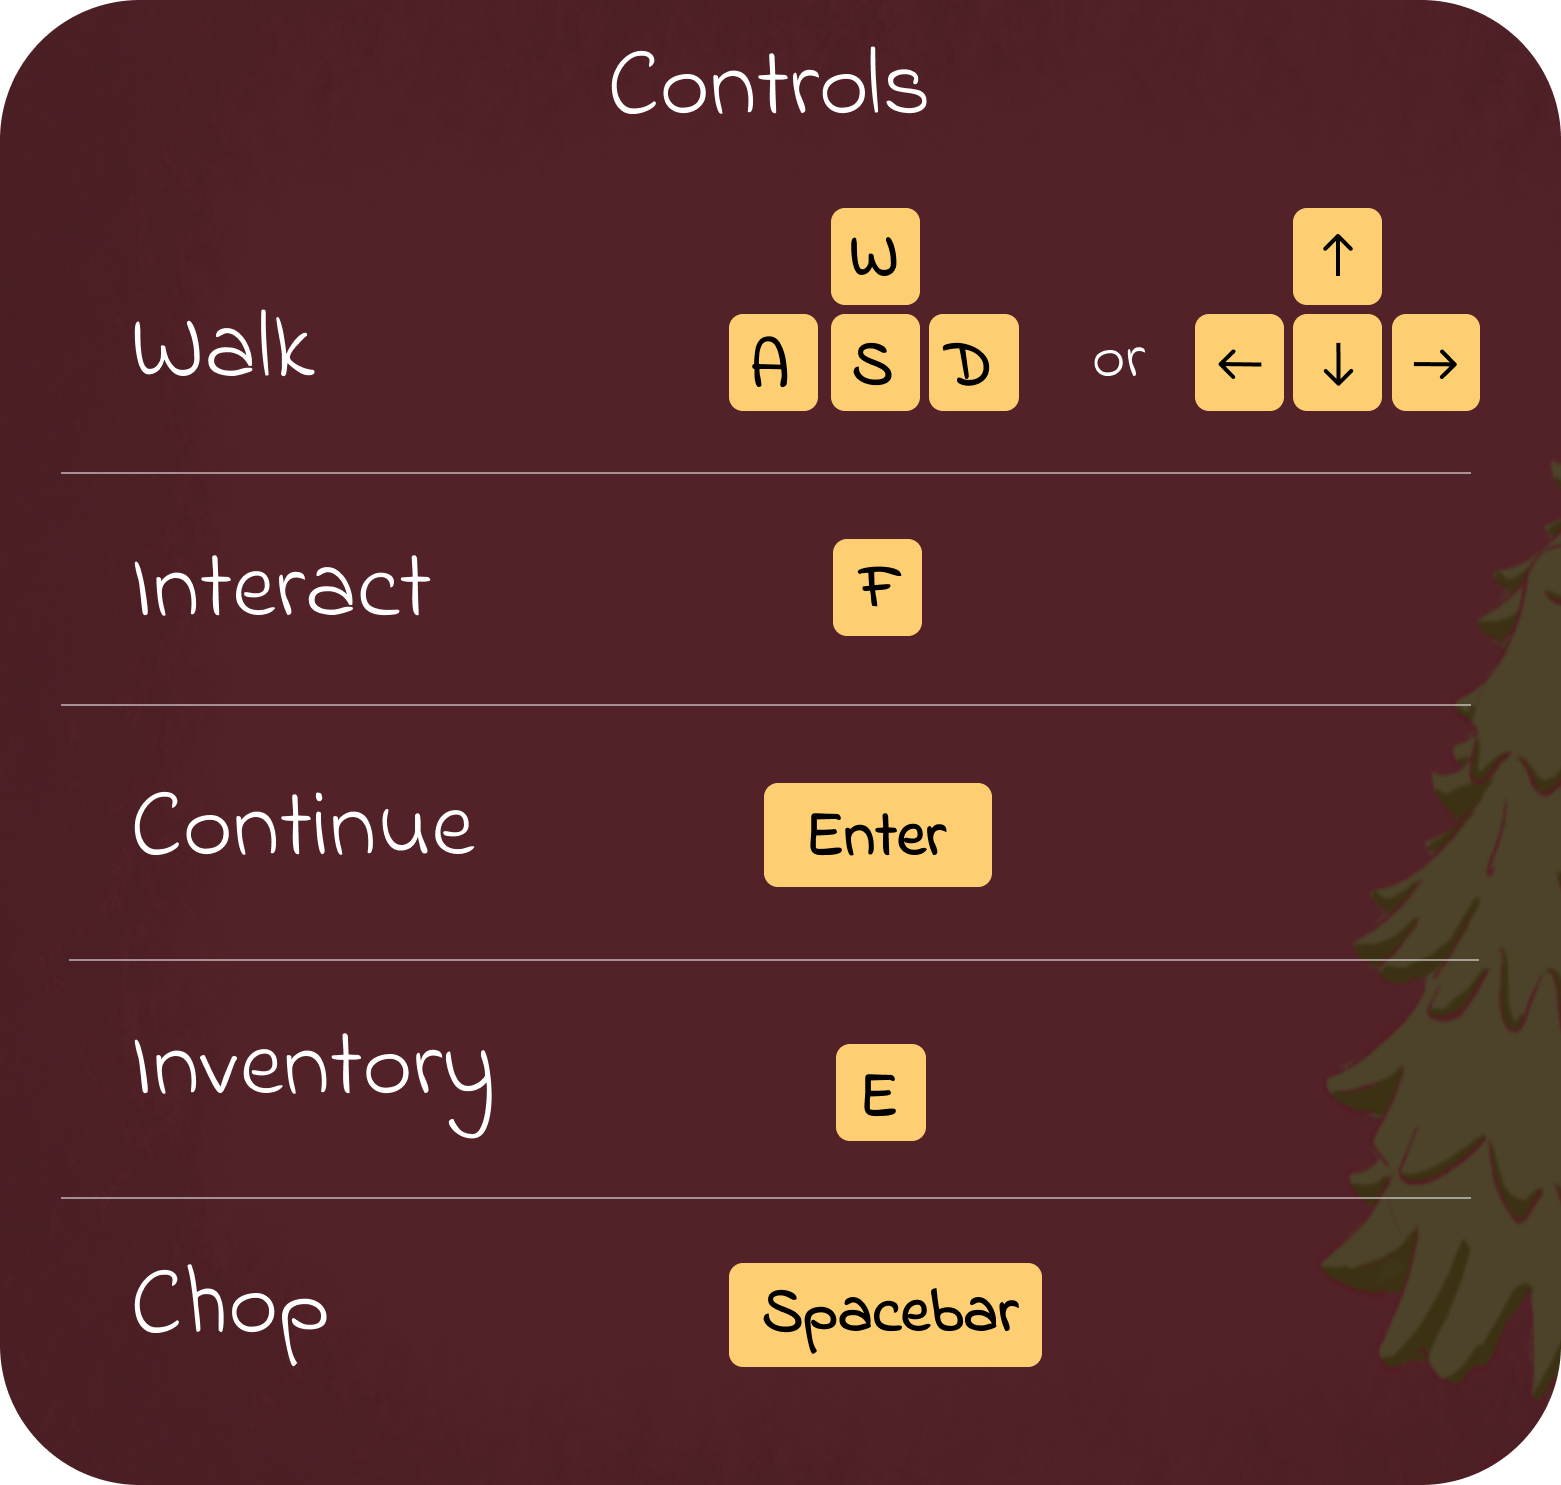 Controls
W ↑
Walk A S D or ← ↓ →
Interact F
Continue Enter
Inventory E
Chop Spacebar